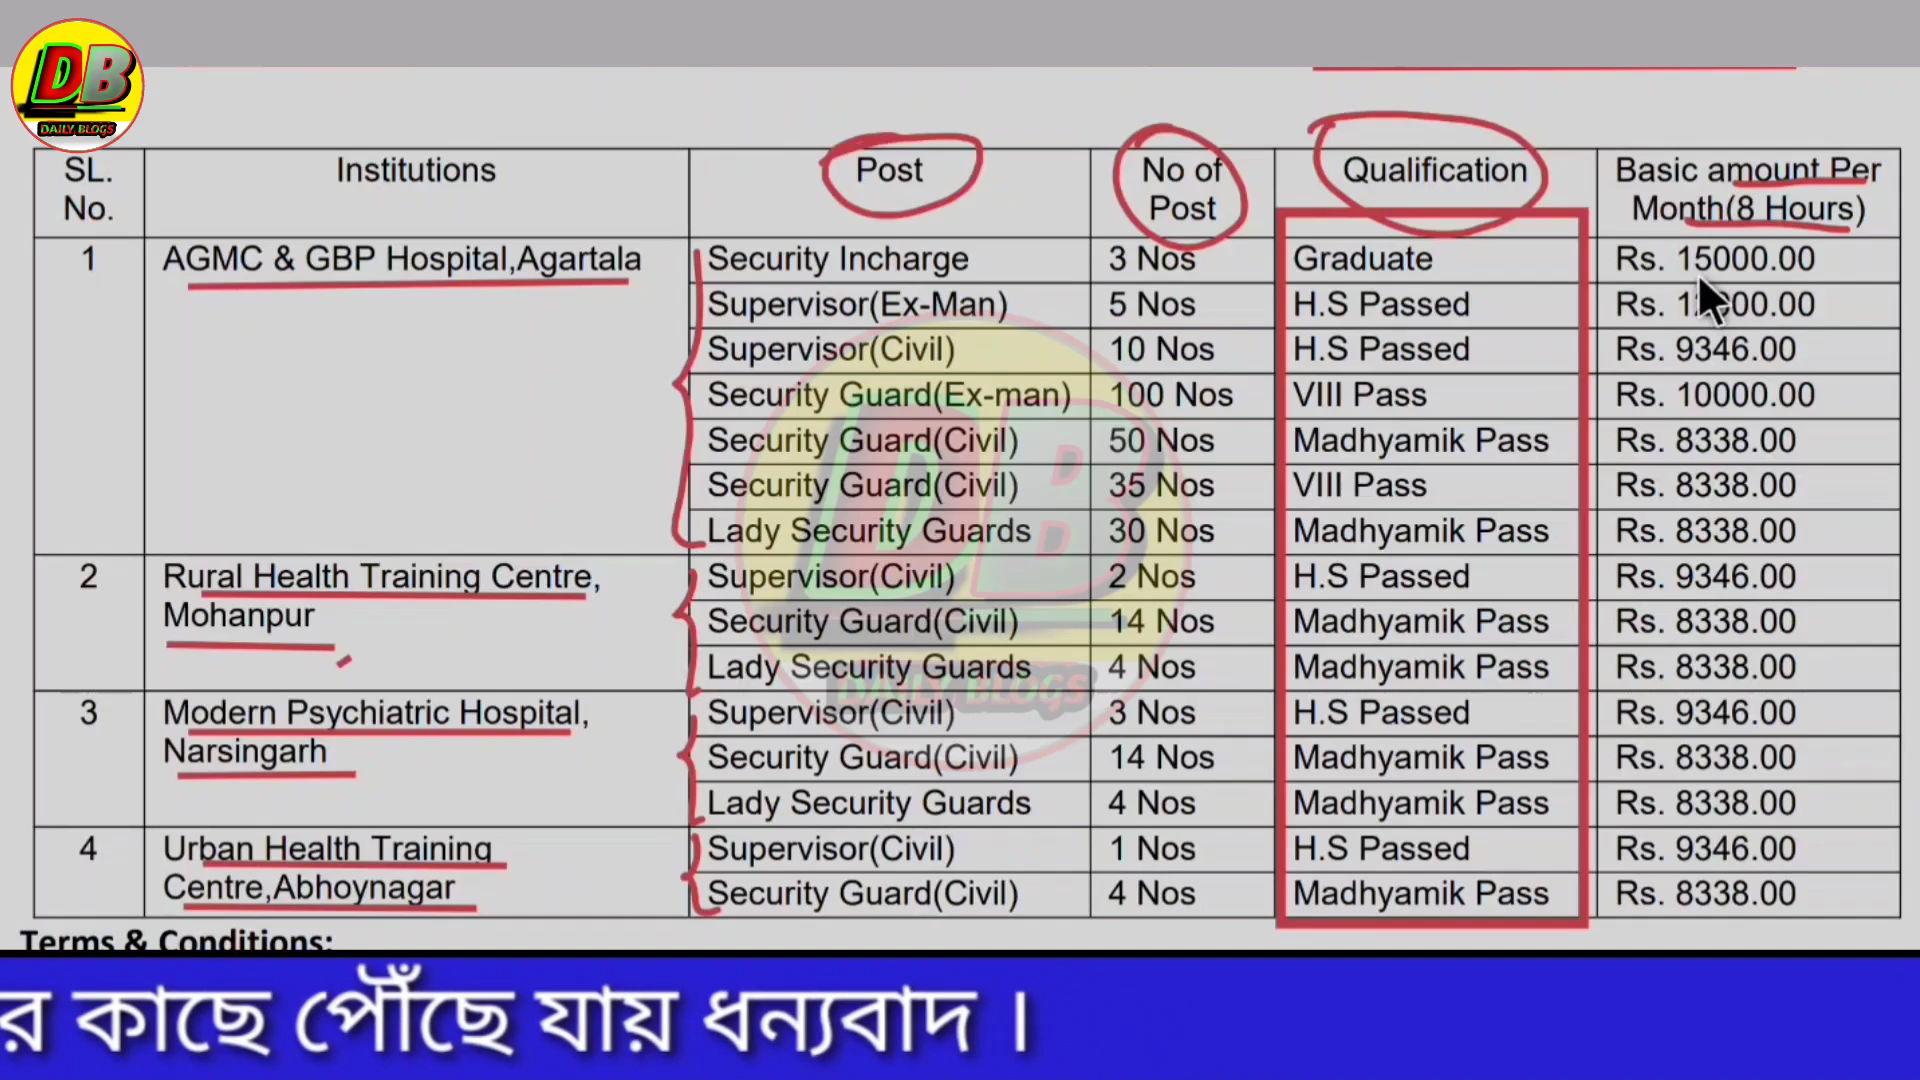 DB
DAILY BLOGS
SL. No. Institutions Post No of Post Qualification Basic amount Per Month(8 Hours)
1 AGMC & GBP Hospital,Agartala Security Incharge 3 Nos Graduate Rs. 15000.00
Supervisor(Ex-Man) 5 Nos H.S Passed Rs.
Supervisor(Civil) 10 Nos H.S Passed Rs. 9346.00
Security Guard(Ex-man) 100 Nos VIII Pass Rs. 10000.00
Security Guard(Civil) 50 Nos Madhyamik Pass Rs. 8338.00
Security Guard(Civil) 35 Nos VIII Pass Rs. 8338.00
Lady Security Guards 30 Nos Madhyamik Pass Rs. 8338.00
2 Rural Health Training Centre, Mohanpur Supervisor(Civil) 2 Nos H.S Passed Rs. 9346.00
Security Guard(Civil) 14 Nos Madhyamik Pass Rs. 8338.00
Lady Security Guards 4 Nos Madhyamik Pass Rs. 8338.00
3 Modern Psychiatric Hospital, Narsingarh Supervisor(Civil) 3 Nos H.S Passed Rs. 9346.00
Security Guard(Civil) 14 Nos Madhyamik Pass Rs. 8338.00
Lady Security Guards 4 Nos Madhyamik Pass Rs. 8338.00
4 Urban Health Training Centre,Abhoynagar Supervisor(Civil) 1 Nos H.S Passed Rs. 9346.00
Security Guard(Civil) 4 Nos Madhyamik Pass Rs. 8338.00
DB
DAILY BLOGS
Terms & Conditions:
র কাছে পৌঁছে যায় ধন্যবাদ ।